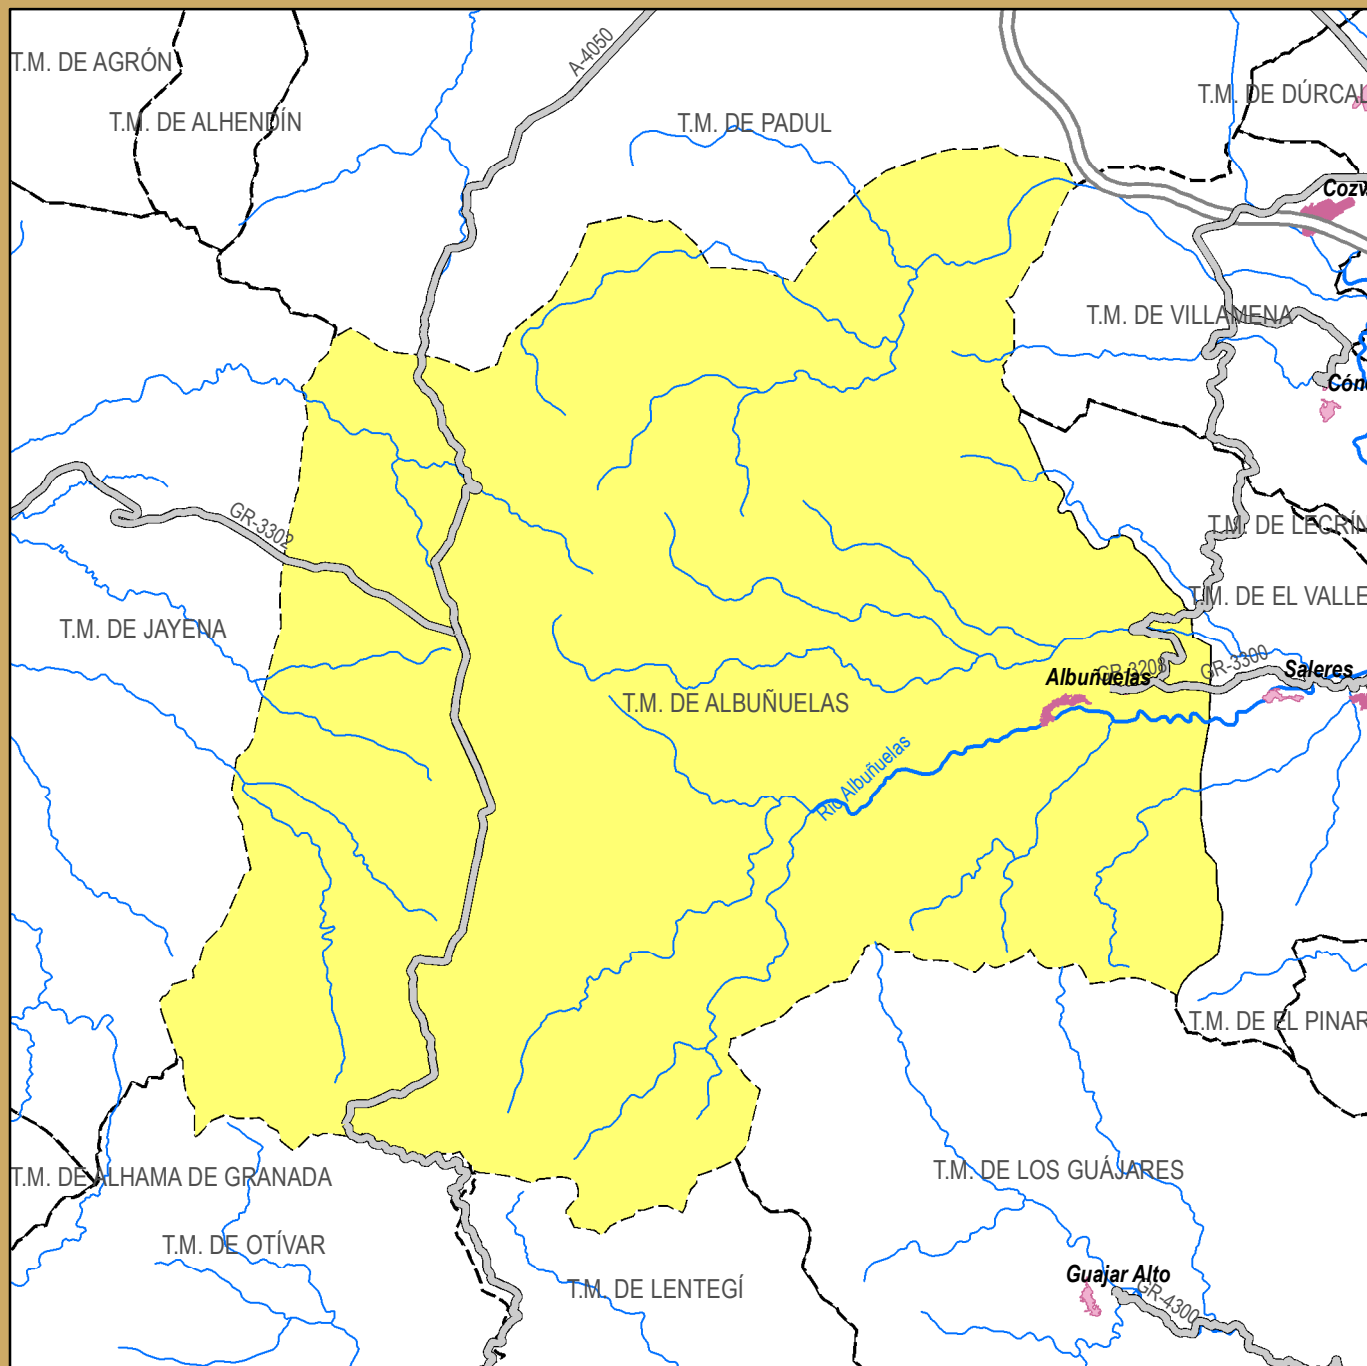 A-4050
T.M. DE AGRÓN
T.M. DE DÚRCAL
T.M. DE ALHENDÍN
T.M. DE PADUL
Cozv
T.M. DE VILLAMENA
Cónc
GR-3302
T.M. DE LECRÍN
T.M. DE EL VALLE
T.M. DE JAYENA
GR-3208
GR-3300
Saleres
Albuñuelas
T.M. DE ALBUÑUELAS
Río Albuñuelas
T.M. DE EL PINAR
T.M. DE LOS GUÁJARES
T.M. DE ALHAMA DE GRANADA
T.M. DE OTÍVAR
Guajar Alto
T.M. DE LENTEGÍ
GR-4300